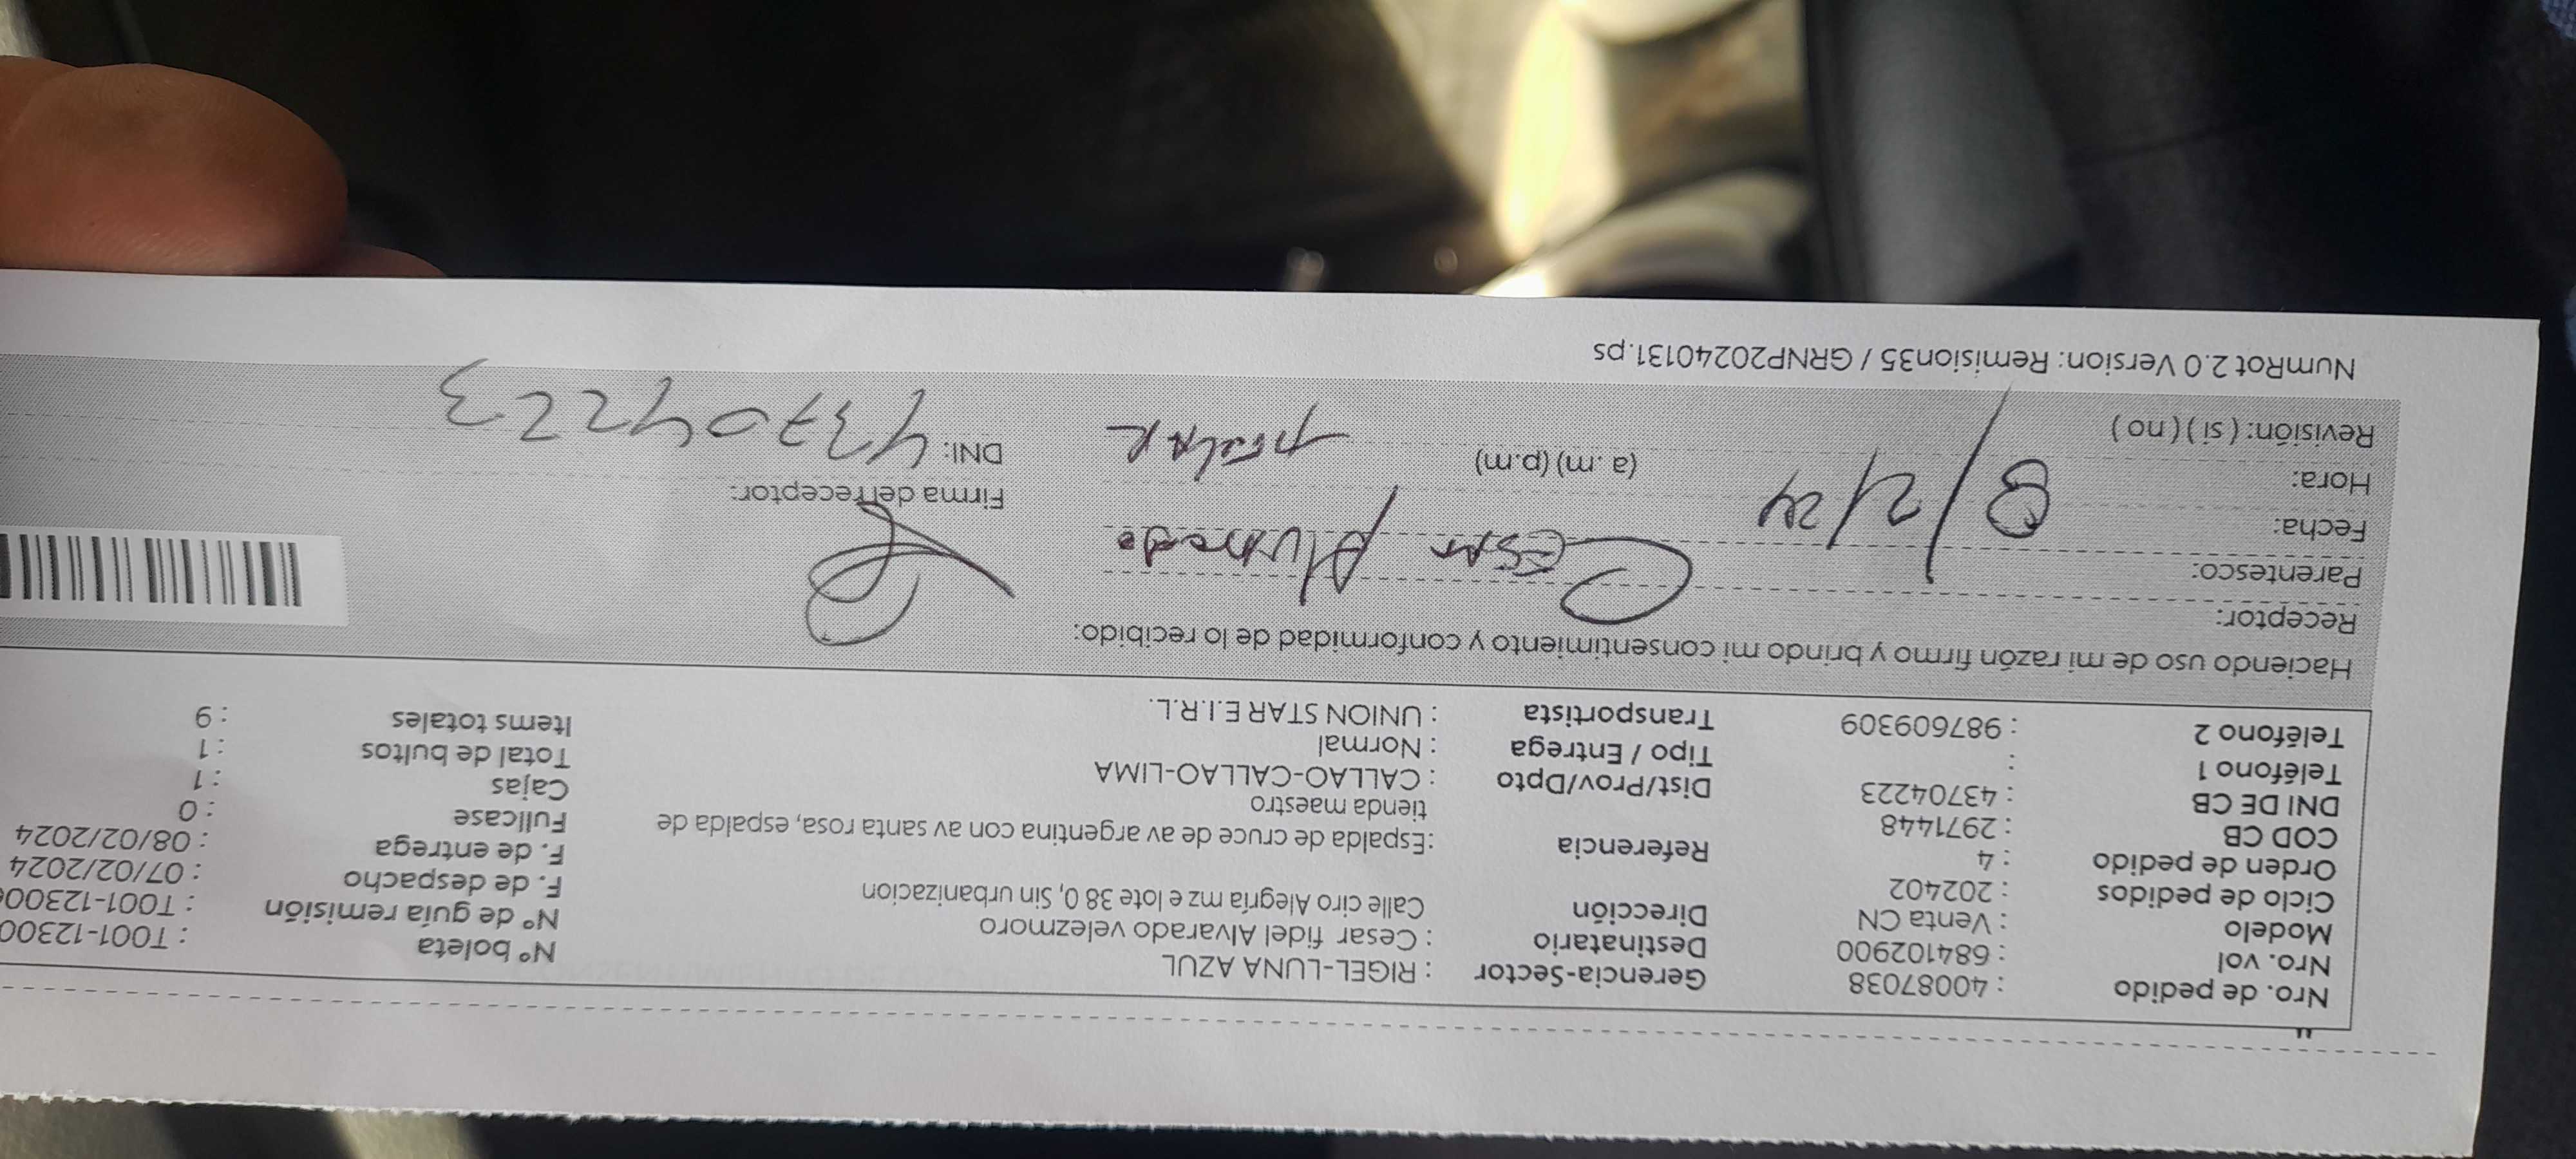 Nro. de pedido : 40087038 Gerencia-Sector : RIGEL-LUNA AZUL Nº boleta : T001-12300
Nro. vol : 684102900 Destinatario : Cesar fidel Alvarado velezmoro Nº de guía remisión : T001-12300
Modelo : Venta CN Dirección Calle ciro Alegría mz e lote 38 0, Sin urbanizacion F. de despacho : 07/02/2024
Ciclo de pedidos : 202402 F. de entrega : 08/02/2024
Orden de pedido : 4 Referencia :Espalda de cruce de av argentina con av santa rosa, espalda de Fullcase : 0
COD CB : 2971448 tienda maestro Cajas : 1
DNI DE CB : 43704223 Dist/Prov/Dpto : CALLAO-CALLAO-LIMA Total de bultos : 1
Teléfono 1 : Tipo / Entrega : Normal Items totales : 9
Teléfono 2 : 987609309 Transportista : UNION STAR E.I.R.L.
Haciendo uso de mi razón firmo y brindo mi consentimiento y conformidad de lo recibido:
Receptor: Cesar Alvarado
Parentesco:
Fecha: 8/2/24 Firma del receptor:
Hora: (a .m) (p.m) DNI: 43704223
Revisión: ( si ) ( no )
NumRot 2.0 Version: Remision35 / GRNP20240131.ps